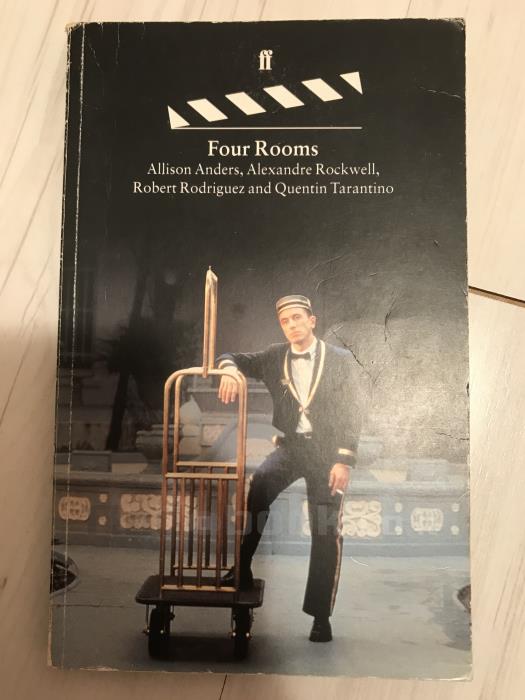 ff
Four Rooms
Allison Anders, Alexandre Rockwell,
Robert Rodriguez and Quentin Tarantino